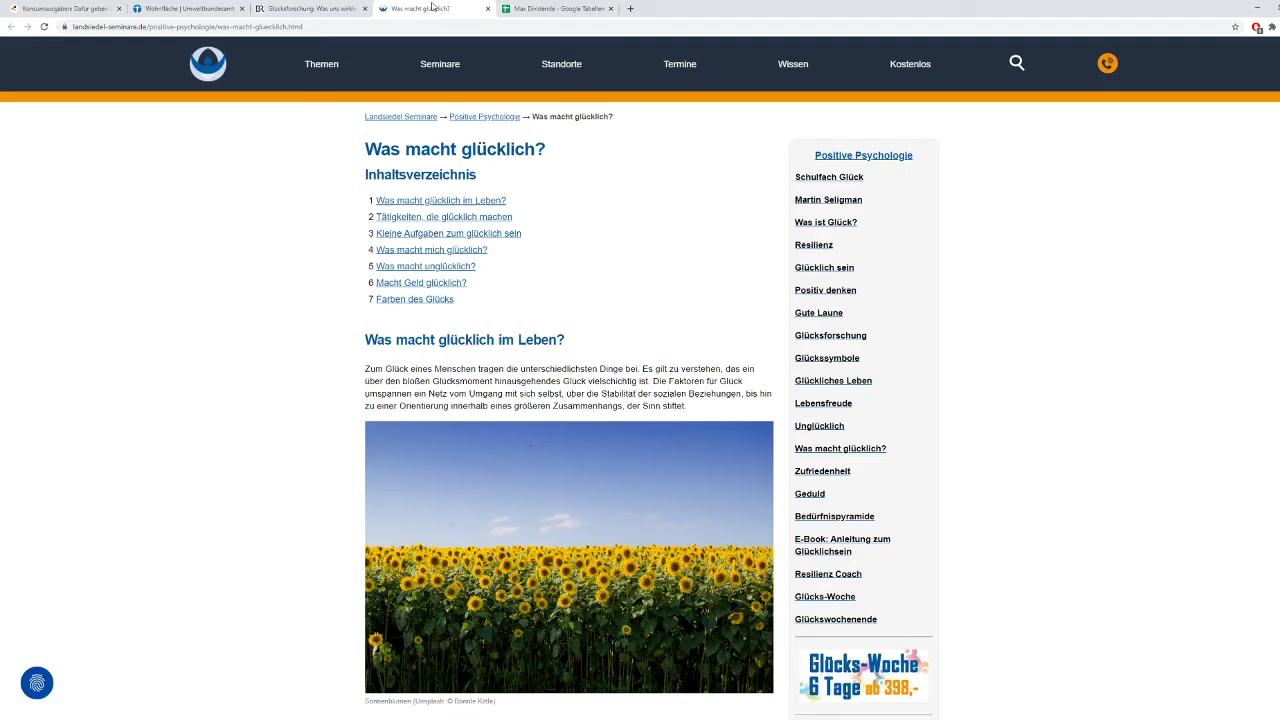 Konsumausgaben: Dafür geben D
Wohnfläche | Umweltbundesamt
Glücksforschung: Was uns wirkli
Was macht glücklich?
Max Dividende - Google Tabellen
landsiedel-seminare.de/positive-psychologie/was-macht-gluecklich.html
Themen
Seminare
Standorte
Termine
Wissen
Kostenlos
Landsiedel Seminare → Positive Psychologie → Was macht glücklich?
Was macht glücklich?
Inhaltsverzeichnis
1 Was macht glücklich im Leben?
2 Tätigkeiten, die glücklich machen
3 Kleine Aufgaben zum glücklich sein
4 Was macht mich glücklich?
5 Was macht unglücklich?
6 Macht Geld glücklich?
7 Farben des Glücks
Was macht glücklich im Leben?
Zum Glück eines Menschen tragen die unterschiedlichsten Dinge bei. Es gilt zu verstehen, das ein
über den bloßen Glücksmoment hinausgehendes Glück vielschichtig ist. Die Faktoren für Glück
umspannen ein Netz vom Umgang mit sich selbst, über die Stabilität der sozialen Beziehungen, bis hin
zu einer Orientierung innerhalb eines größeren Zusammenhangs, der Sinn stiftet.
Sonnenblumen (Unsplash: © Bonnie Kittle)
Positive Psychologie
Schulfach Glück
Martin Seligman
Was ist Glück?
Resilienz
Glücklich sein
Positiv denken
Gute Laune
Glücksforschung
Glückssymbole
Glückliches Leben
Lebensfreude
Unglücklich
Was macht glücklich?
Zufriedenheit
Geduld
Bedürfnispyramide
E-Book: Anleitung zum
Glücklichsein
Resilienz Coach
Glücks-Woche
Glückswochenende
Glücks-Woche
6 Tage ab 398,-